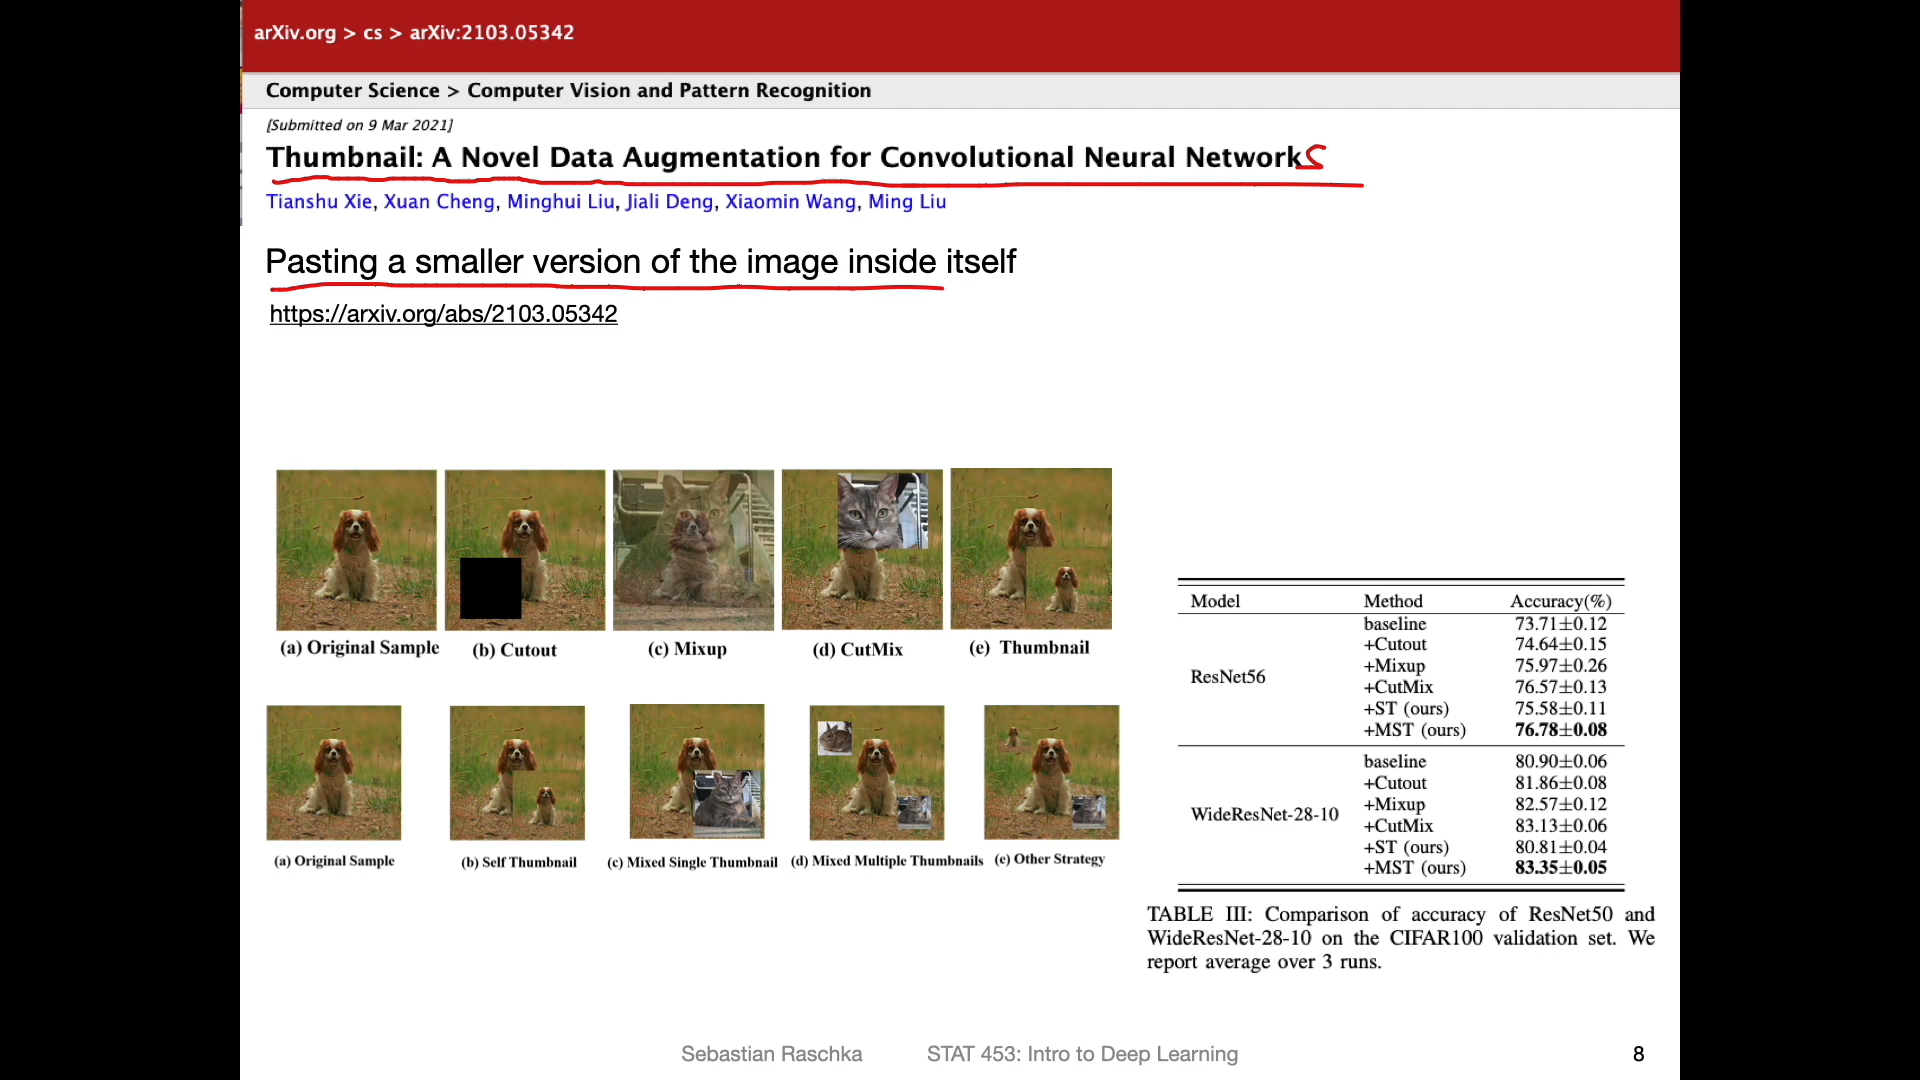 arXiv.org > cs > arXiv:2103.05342
Computer Science > Computer Vision and Pattern Recognition
[Submitted on 9 Mar 2021]
Thumbnail: A Novel Data Augmentation for Convolutional Neural Networks
Tianshu Xie, Xuan Cheng, Minghui Liu, Jiali Deng, Xiaomin Wang, Ming Liu
Pasting a smaller version of the image inside itself
https://arxiv.org/abs/2103.05342
(a) Original Sample (b) Cutout (c) Mixup (d) CutMix (e) Thumbnail
(a) Original Sample (b) Self Thumbnail (c) Mixed Single Thumbnail (d) Mixed Multiple Thumbnails (e) Other Strategy
Model Method Accuracy(%)
baseline 73.71±0.12
+Cutout 74.64±0.15
+Mixup 75.97±0.26
ResNet56
+CutMix 76.57±0.13
+ST (ours) 75.58±0.11
+MST (ours) 76.78±0.08
baseline 80.90±0.06
+Cutout 81.86±0.08
+Mixup 82.57±0.12
WideResNet-28-10
+CutMix 83.13±0.06
+ST (ours) 80.81±0.04
+MST (ours) 83.35±0.05
TABLE III: Comparison of accuracy of ResNet50 and
WideResNet-28-10 on the CIFAR100 validation set. We
report average over 3 runs.
Sebastian Raschka STAT 453: Intro to Deep Learning 8